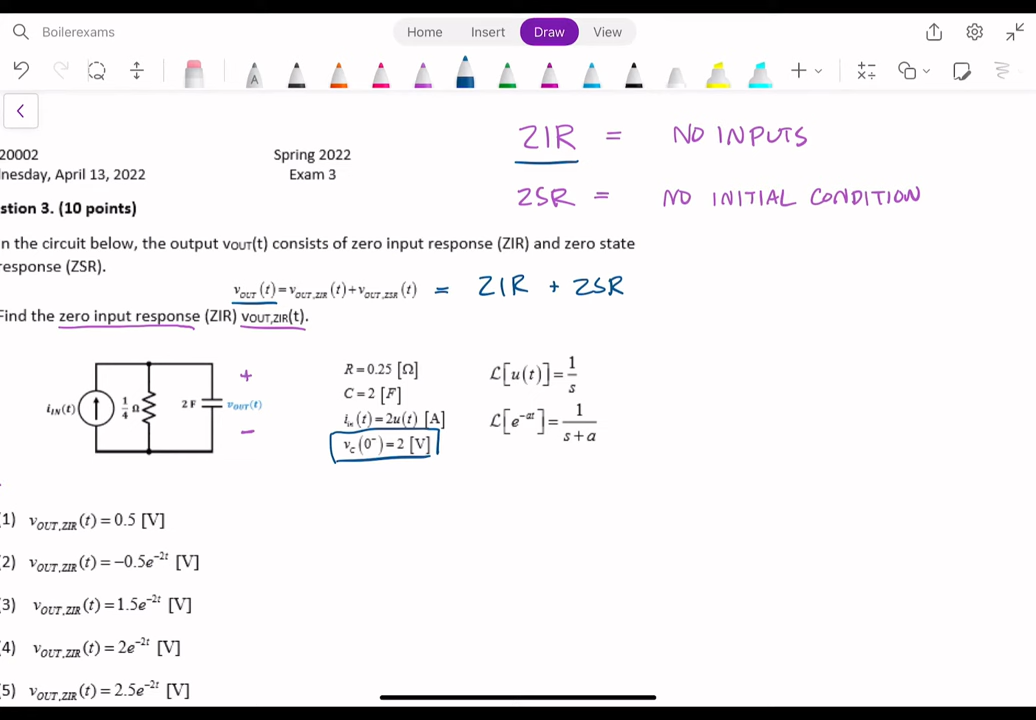 Boilerexams
Home Insert Draw View
ZIR = NO INPUTS
20002 Spring 2022
nesday, April 13, 2022 Exam 3
ZSR = NO INITIAL CONDITION
stion 3. (10 points)
n the circuit below, the output vOUT(t) consists of zero input response (ZIR) and zero state
response (ZSR).
vOUT(t)=vOUT,ZIR(t)+vOUT,ZSR(t) = ZIR + ZSR
Find the zero input response (ZIR) vOUT,ZIR(t).
iIN(t) 1/4 Ω 2 F + vOUT(t) −
R=0.25 [Ω]
C=2 [F]
iin(t)=2u(t) [A]
vc(0⁻)=2 [V]
ℒ[u(t)]=1/s
ℒ[e^-at]=1/(s+a)
(1) vOUT,ZIR(t)=0.5 [V]
(2) vOUT,ZIR(t)=−0.5e^-2t [V]
(3) vOUT,ZIR(t)=1.5e^-2t [V]
(4) vOUT,ZIR(t)=2e^-2t [V]
(5) vOUT,ZIR(t)=2.5e^-2t [V]